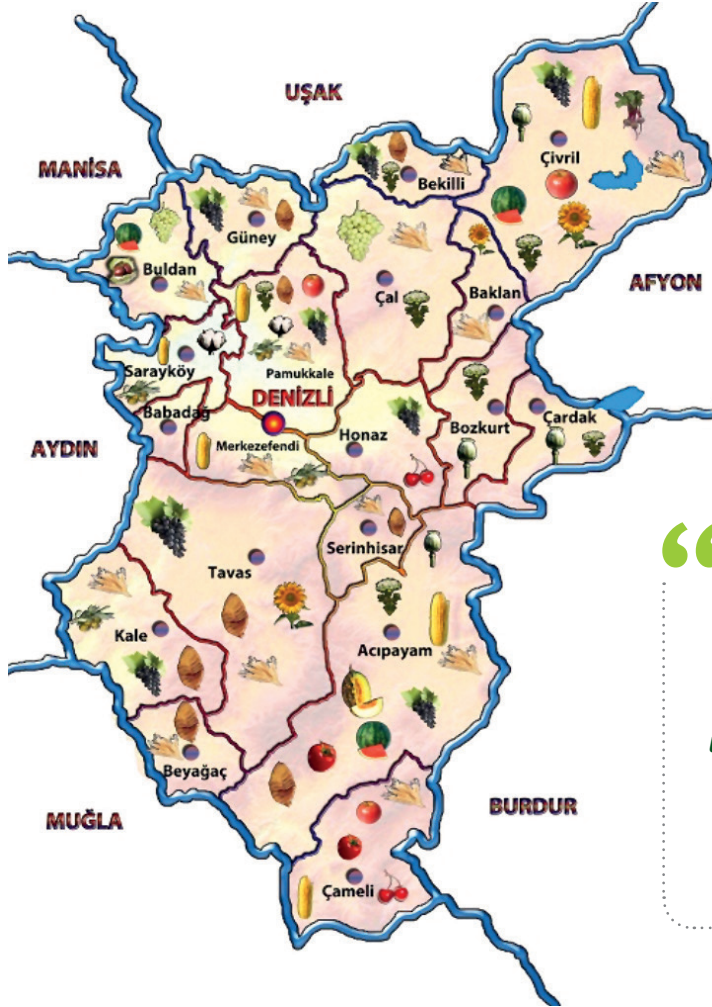 UŞAK
MANİSA
Çivril
Bekilli
Güney
Buldan
AFYON
Çal
Baklan
Sarayköy
Pamukkale
DENİZLİ
Babadağ
Merkezefendi
Honaz
Bozkurt
Çardak
AYDIN
Serinhisar
Tavas
Kale
Acıpayam
Beyağaç
MUĞLA
BURDUR
Çameli
“